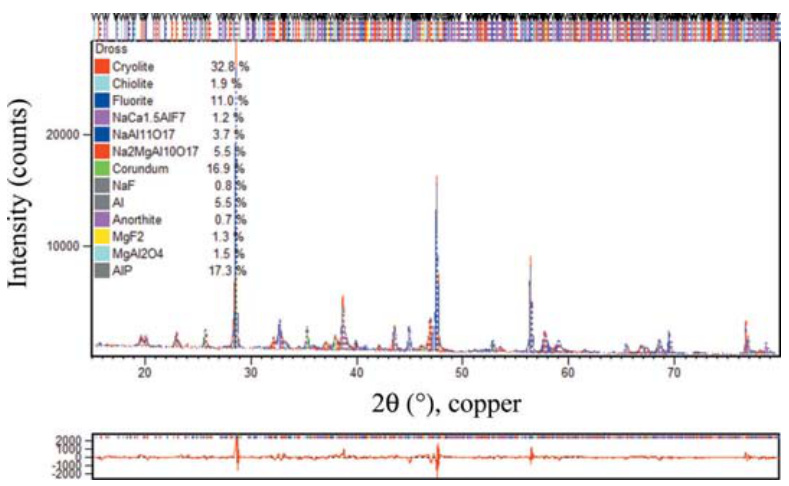 Dross
Cryolite 32.8 %
Chiolite 1.9 %
Fluorite 11.0 %
NaCa1.5AlF7 1.2 %
NaAl11O17 3.7 %
Na2MgAl10O17 5.5 %
Corundum 16.9 %
NaF 0.8 %
Al 5.5 %
Anorthite 0.7 %
MgF2 1.3 %
MgAl2O4 1.5 %
AlP 17.3 %
Intensity (counts)
20000
10000
20 30 40 50 60 70
2θ (°), copper
2000
1000
0
-1000
-2000